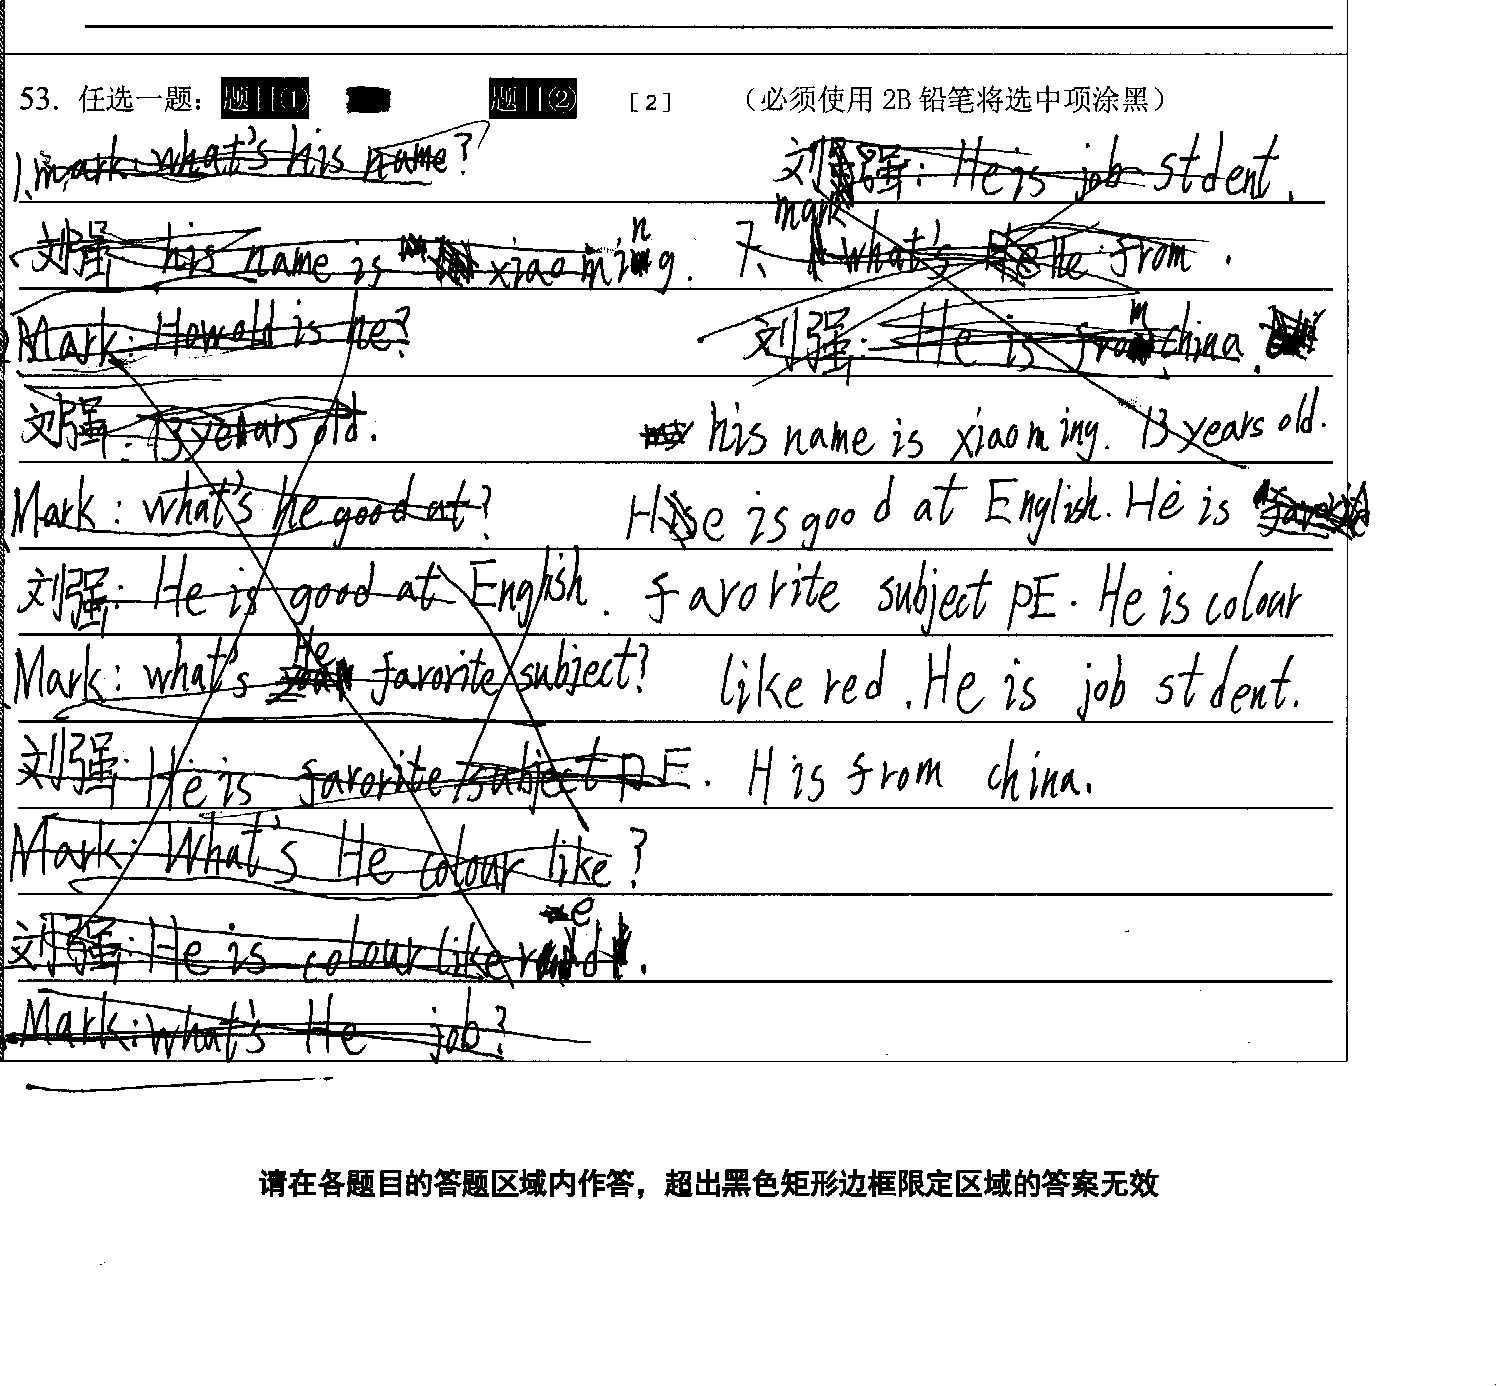 53. 任选一题： 题目① 题目② [2] （必须使用 2B 铅笔将选中项涂黑）
1. mark: what's his name?
刘强: his name is xiaoming.
Mark: How old is he?
刘强: 13 years old.
Mark: what's he good at?
刘强: He is good at English.
Mark: what's He favorite subject?
刘强: He is favorite subject pE.
Mark: What's He colour like?
刘强: He is colour like red.
Mark: what's He job?
刘强: He is job stdent.
7、 mark what's He from.
刘强: He is from china.
his name is xiaoming. 13 years old.
He is good at English. He is
favorite subject pE. He is colour
like red. He is job stdent.
H is from china.
请在各题目的答题区域内作答，超出黑色矩形边框限定区域的答案无效